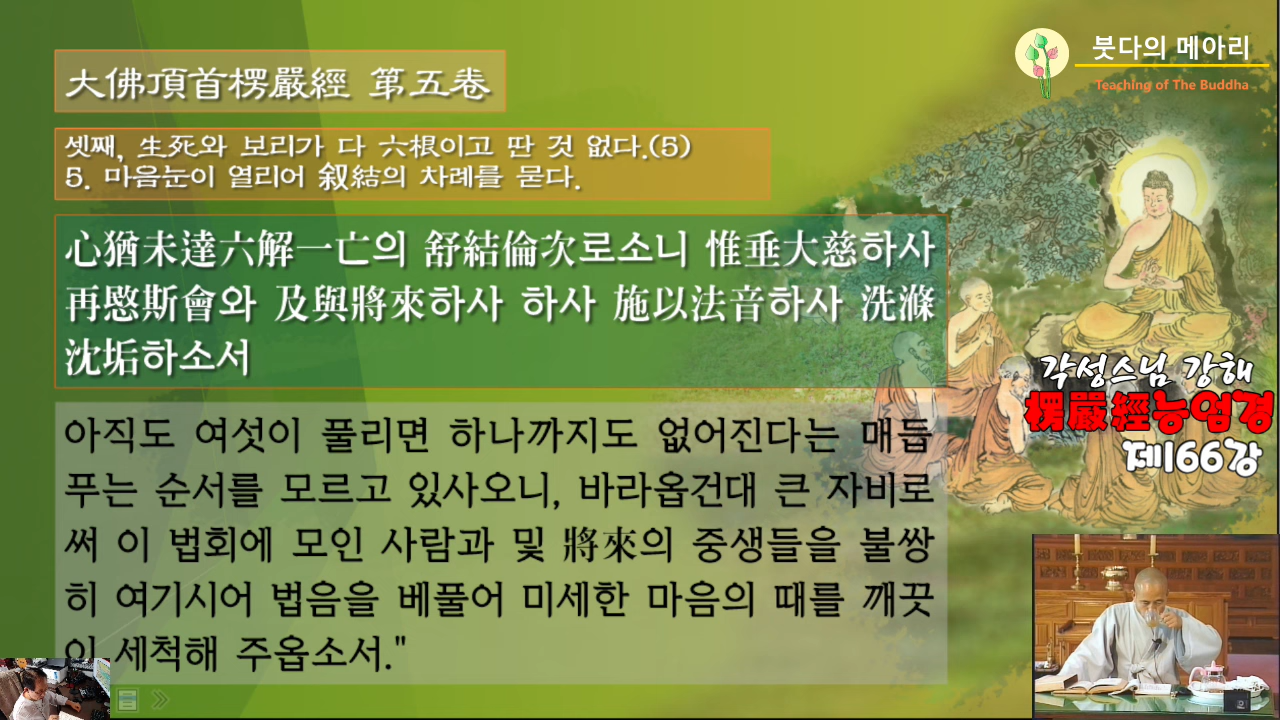 大佛頂首楞嚴經 第五卷
셋째, 生死와 보리가 다 六根이고 딴 것 없다.(5)
5. 마음눈이 열리어 叙結의 차례를 묻다.
心猶未達六解一亡의 舒結倫次로소니 惟垂大慈하사
再愍斯會와 及與將來하사 하사 施以法音하사 洗滌
沈垢하소서
아직도 여섯이 풀리면 하나까지도 없어진다는 매듭
푸는 순서를 모르고 있사오니, 바라옵건대 큰 자비로
써 이 법회에 모인 사람과 및 將來의 중생들을 불쌍
히 여기시어 법음을 베풀어 미세한 마음의 때를 깨끗
이 세척해 주옵소서."
붓다의 메아리
Teaching of The Buddha
각성스님 강해
楞嚴經능엄경
제166강